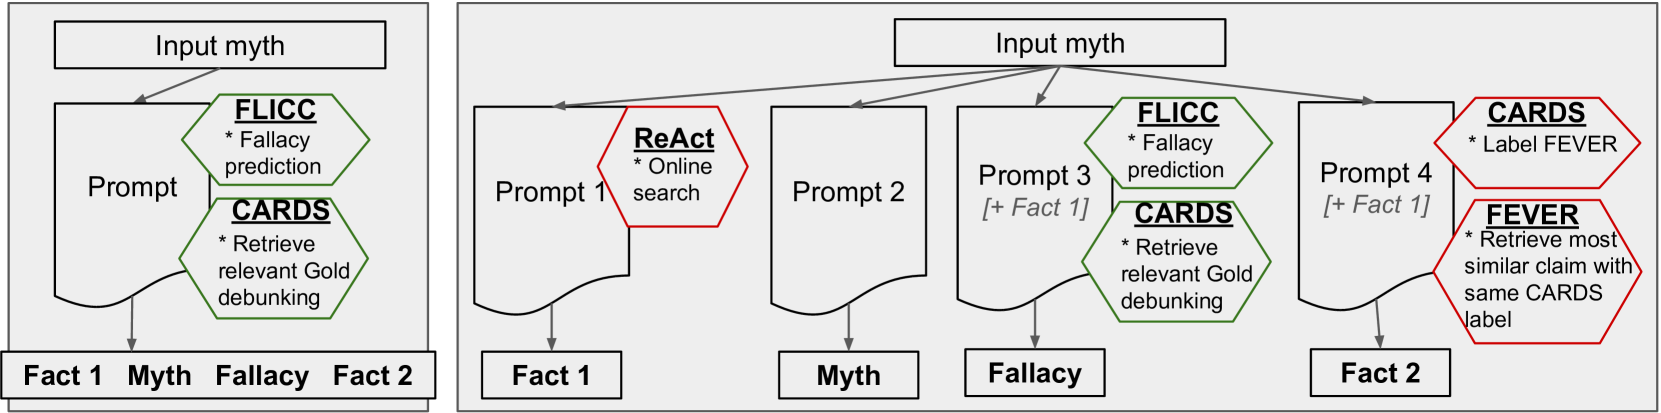 Input myth
Prompt
FLICC
* Fallacy
prediction
CARDS
* Retrieve
relevant Gold
debunking
Fact 1 Myth Fallacy Fact 2
Input myth
Prompt 1
ReAct
* Online
search
Prompt 2
Prompt 3
[+ Fact 1]
FLICC
* Fallacy
prediction
CARDS
* Retrieve
relevant Gold
debunking
Prompt 4
[+ Fact 1]
CARDS
* Label FEVER
FEVER
* Retrieve most
similar claim with
same CARDS
label
Fact 1
Myth
Fallacy
Fact 2